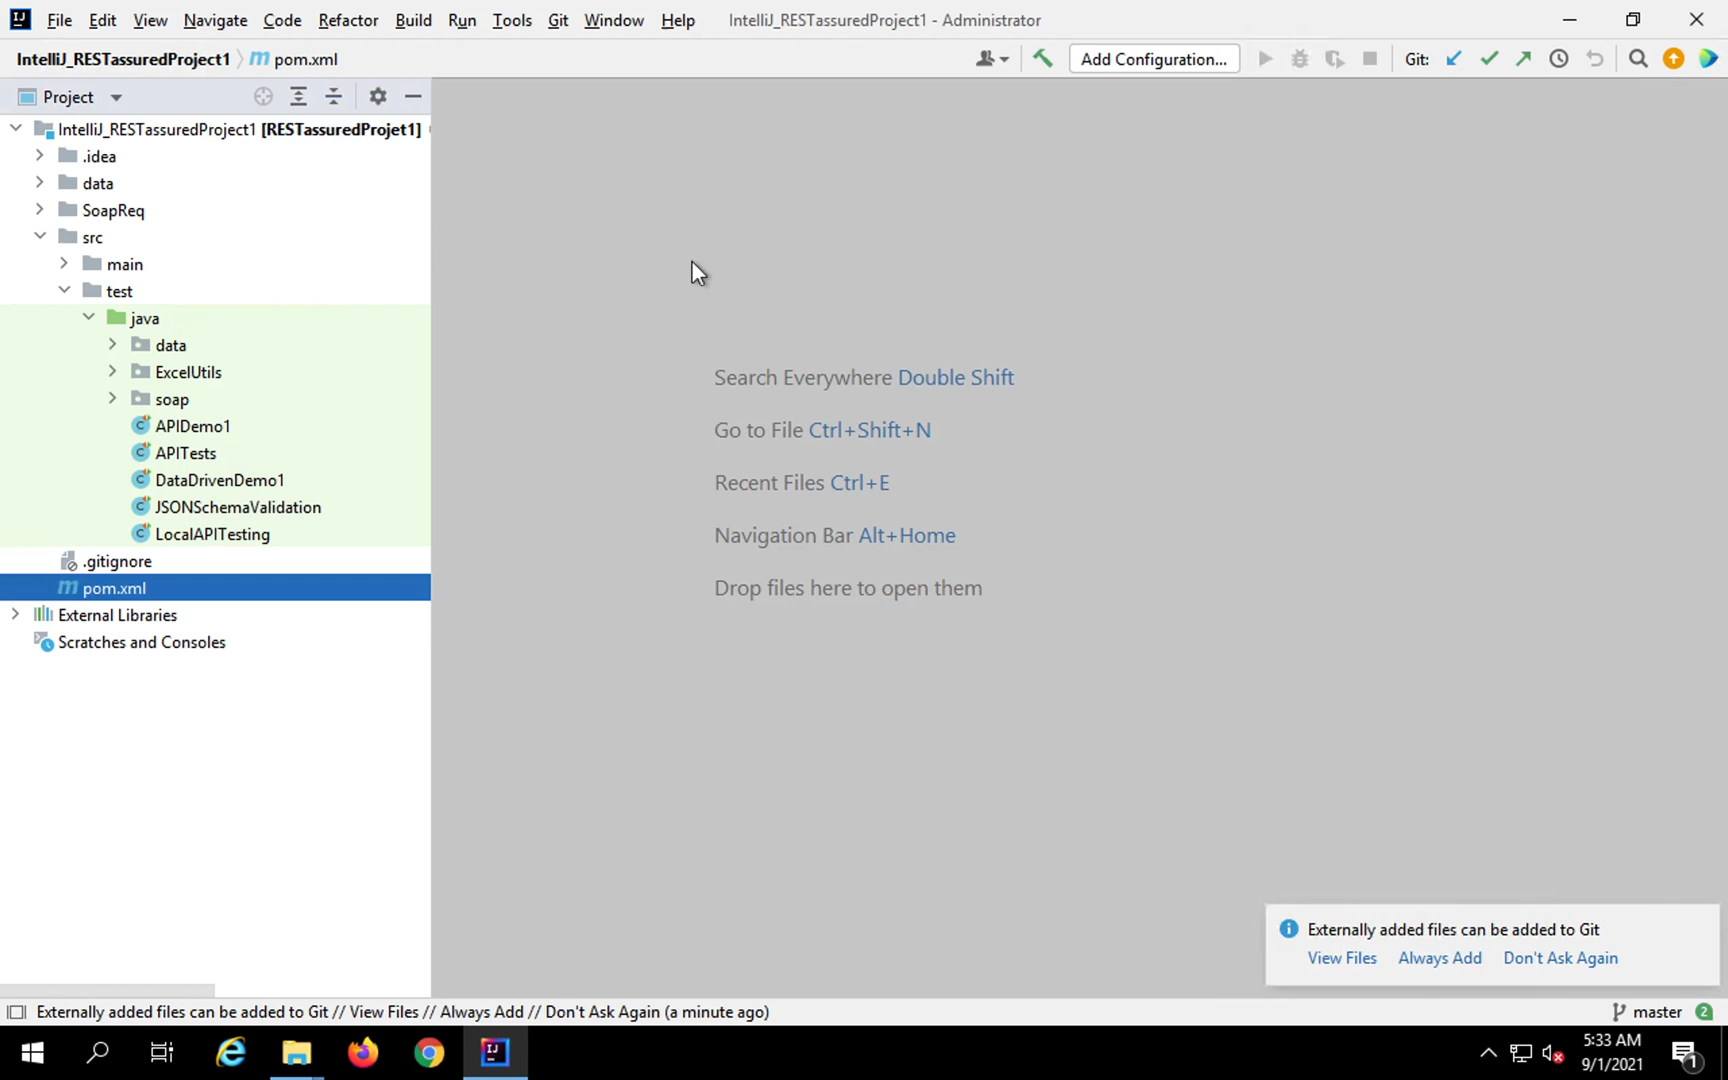 File Edit View Navigate Code Refactor Build Run Tools Git Window Help IntelliJ_RESTassuredProject1 - Administrator
IntelliJ_RESTassuredProject1 pom.xml Add Configuration... Git:
Project
IntelliJ_RESTassuredProject1 [RESTassuredProjet1]
.idea
data
SoapReq
src
main
test
java
data
ExcelUtils
soap
APIDemo1
APITests
DataDrivenDemo1
JSONSchemaValidation
LocalAPITesting
.gitignore
pom.xml
External Libraries
Scratches and Consoles
Search Everywhere Double Shift
Go to File Ctrl+Shift+N
Recent Files Ctrl+E
Navigation Bar Alt+Home
Drop files here to open them
Externally added files can be added to Git
View Files Always Add Don't Ask Again
Externally added files can be added to Git // View Files // Always Add // Don't Ask Again (a minute ago) master 2
5:33 AM
9/1/2021
1